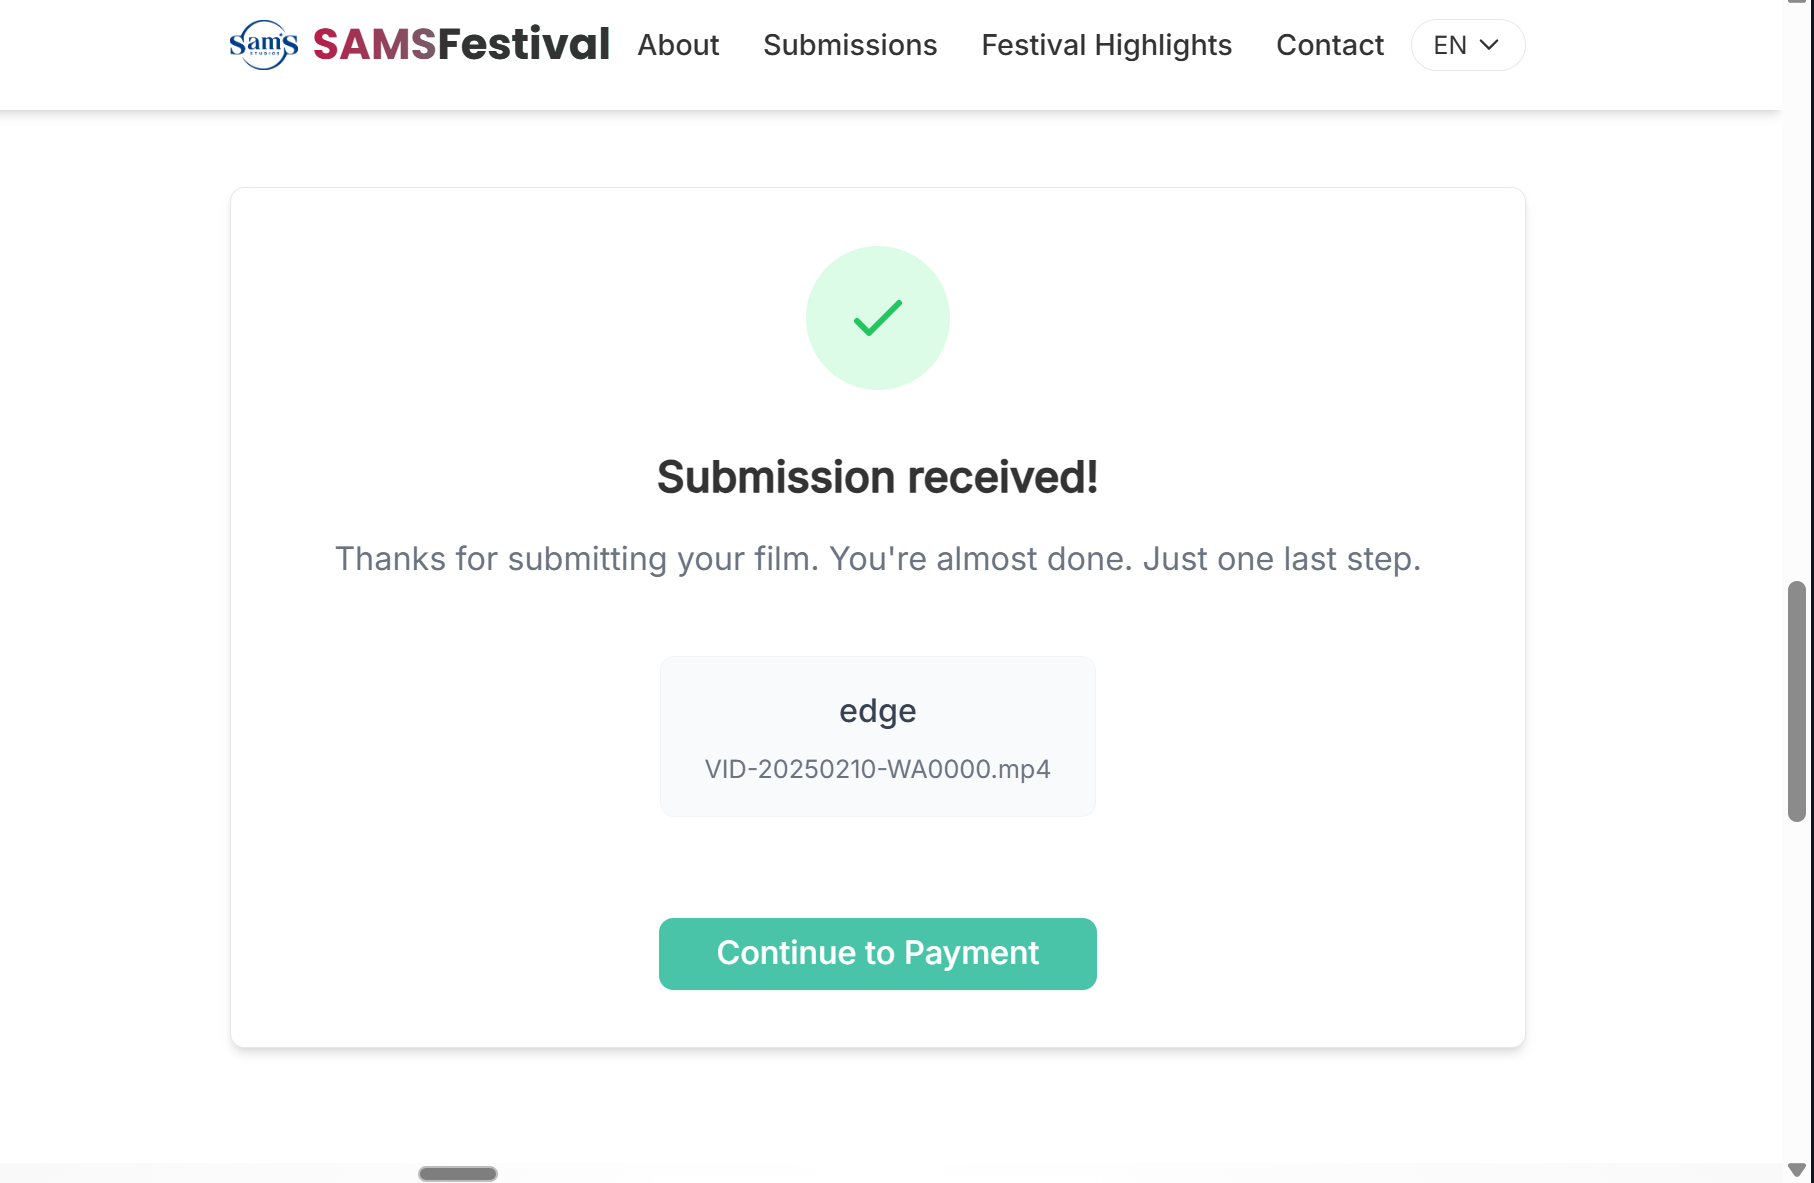 Sam's
STUDIOS
SAMSFestival
About
Submissions
Festival Highlights
Contact
EN
Submission received!
Thanks for submitting your film. You're almost done. Just one last step.
edge
VID-20250210-WA0000.mp4
Continue to Payment